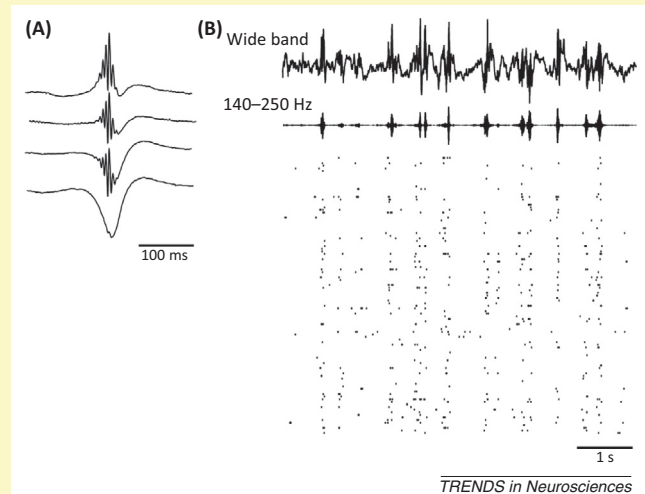 (A)
(B)
Wide band
140–250 Hz
100 ms
1 s
TRENDS in Neurosciences